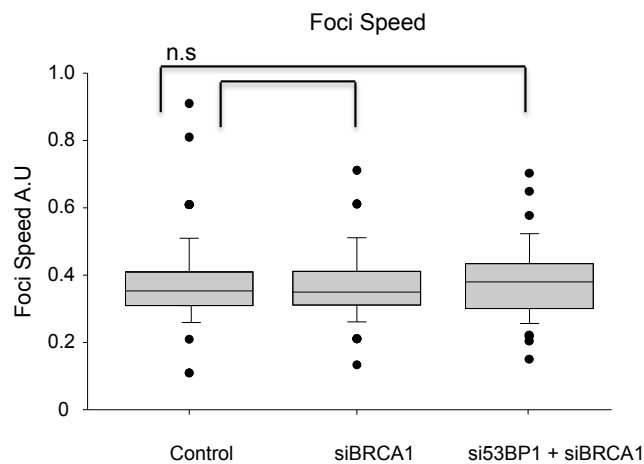 Foci Speed
n.s
1.0
0.8
0.6
0.4
0.2
0
Foci Speed A.U
Control
siBRCA1
si53BP1 + siBRCA1